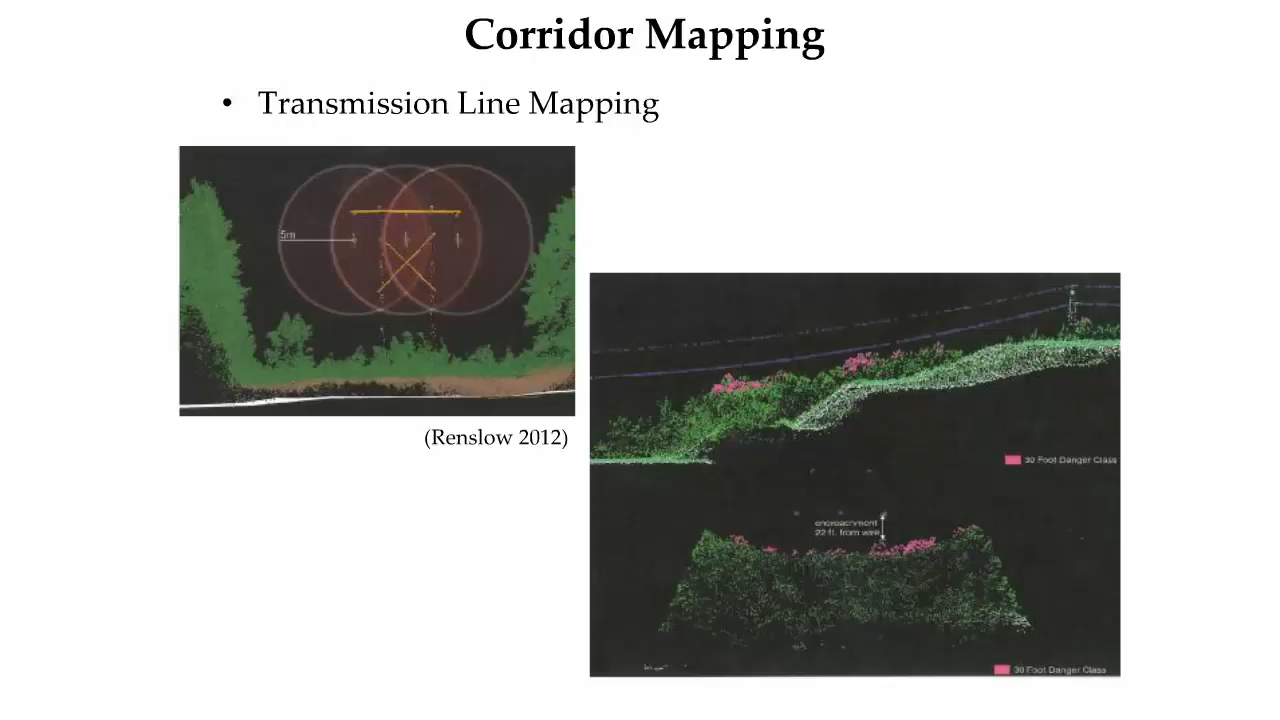 Corridor Mapping
• Transmission Line Mapping
5m
(Renslow 2012)
30 Foot Danger Class
encroachment
22 ft. from wire
30 Foot Danger Class